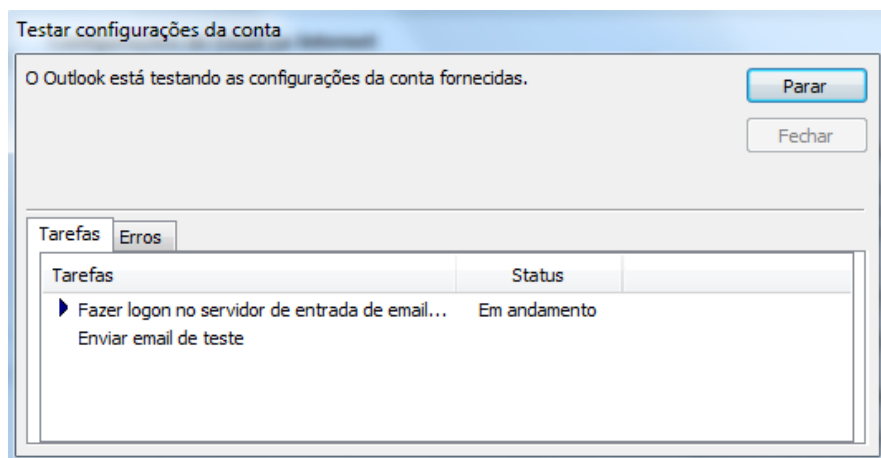 Testar configurações da conta
O Outlook está testando as configurações da conta fornecidas.
Parar
Fechar
Tarefas Erros
Tarefas Status
Fazer logon no servidor de entrada de email... Em andamento
Enviar email de teste